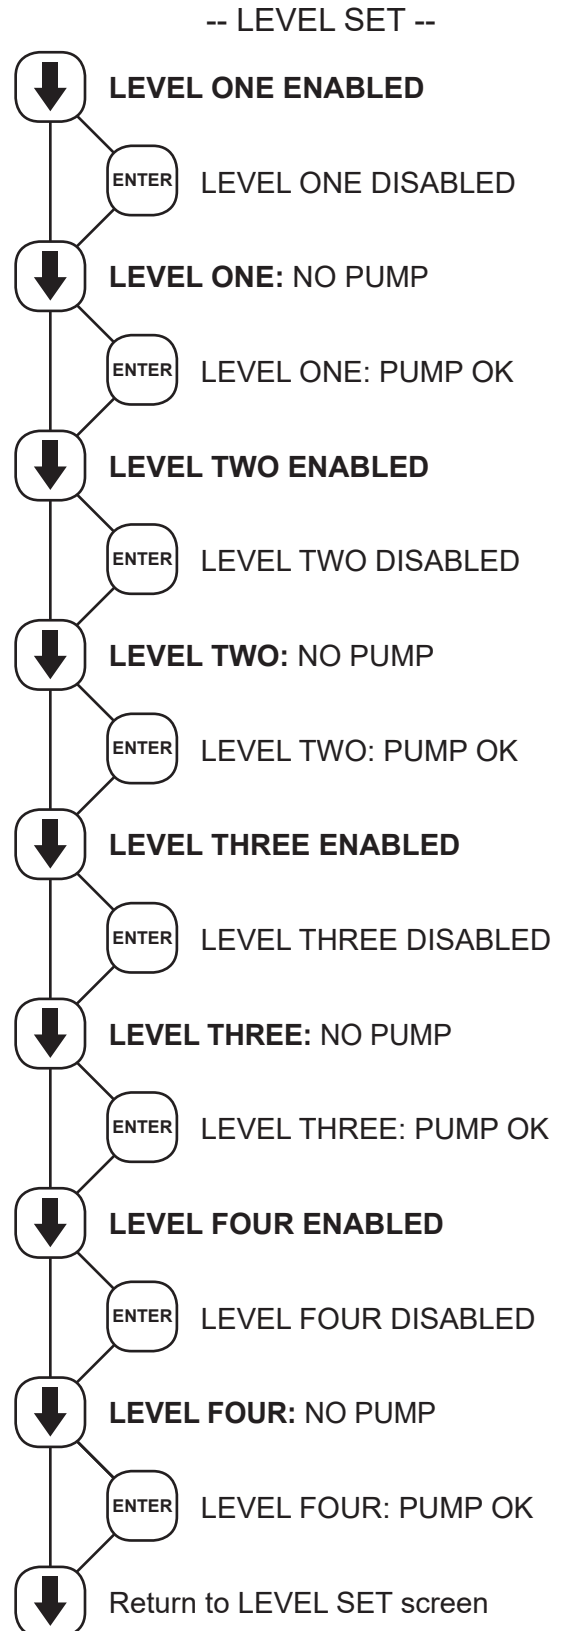 -- LEVEL SET --
LEVEL ONE ENABLED
ENTER LEVEL ONE DISABLED
LEVEL ONE: NO PUMP
ENTER LEVEL ONE: PUMP OK
LEVEL TWO ENABLED
ENTER LEVEL TWO DISABLED
LEVEL TWO: NO PUMP
ENTER LEVEL TWO: PUMP OK
LEVEL THREE ENABLED
ENTER LEVEL THREE DISABLED
LEVEL THREE: NO PUMP
ENTER LEVEL THREE: PUMP OK
LEVEL FOUR ENABLED
ENTER LEVEL FOUR DISABLED
LEVEL FOUR: NO PUMP
ENTER LEVEL FOUR: PUMP OK
Return to LEVEL SET screen